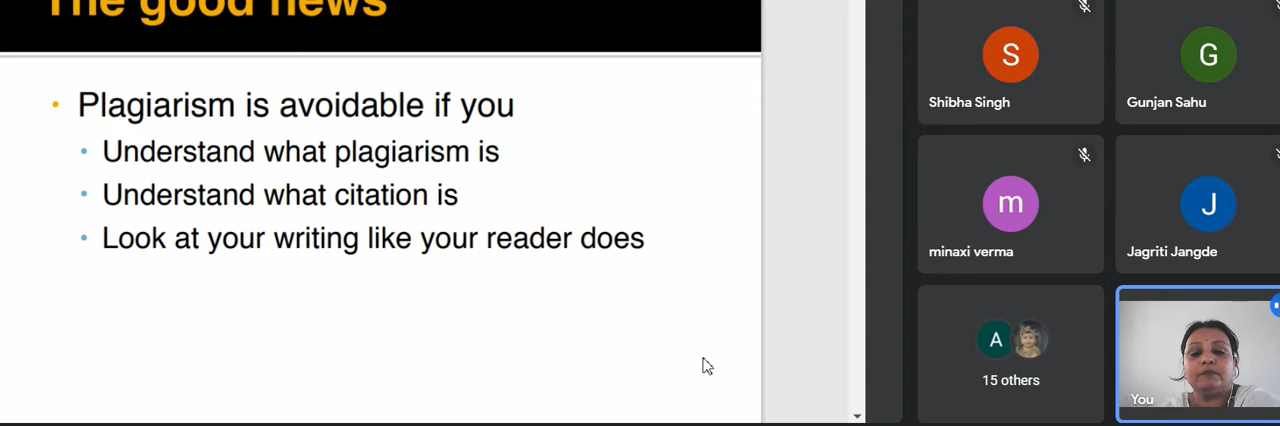 The good news
Plagiarism is avoidable if you
Understand what plagiarism is
Understand what citation is
Look at your writing like your reader does
S
Shibha Singh
G
Gunjan Sahu
m
minaxi verma
J
Jagriti Jangde
A
15 others
You